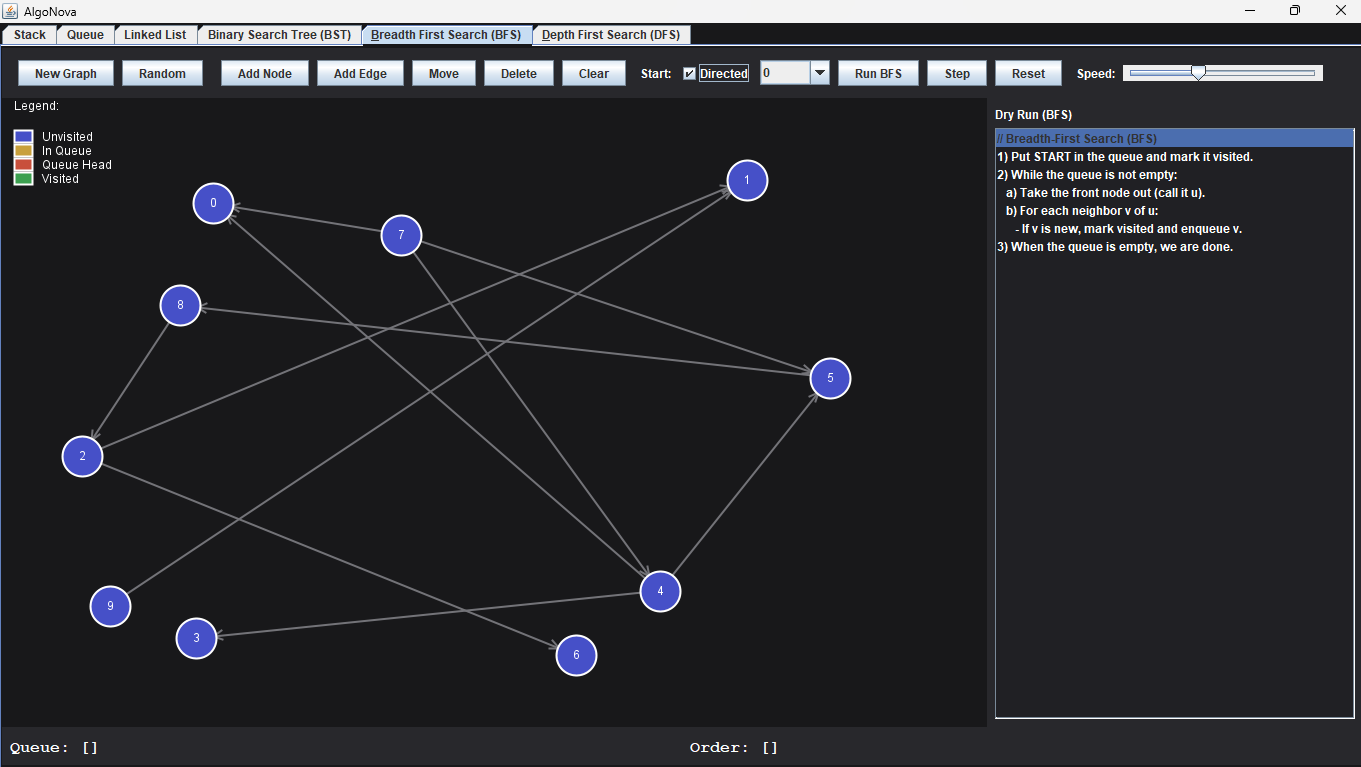 AlgoNova
Stack Queue Linked List Binary Search Tree (BST) Breadth First Search (BFS) Depth First Search (DFS)
New Graph Random Add Node Add Edge Move Delete Clear Start: Directed 0 Run BFS Step Reset Speed:
Legend:
Unvisited
In Queue
Queue Head
Visited
1
0
7
8
5
2
4
9
3
6
Dry Run (BFS)
// Breadth-First Search (BFS)
1) Put START in the queue and mark it visited.
2) While the queue is not empty:
a) Take the front node out (call it u).
b) For each neighbor v of u:
- If v is new, mark visited and enqueue v.
3) When the queue is empty, we are done.
Queue: [] Order: []